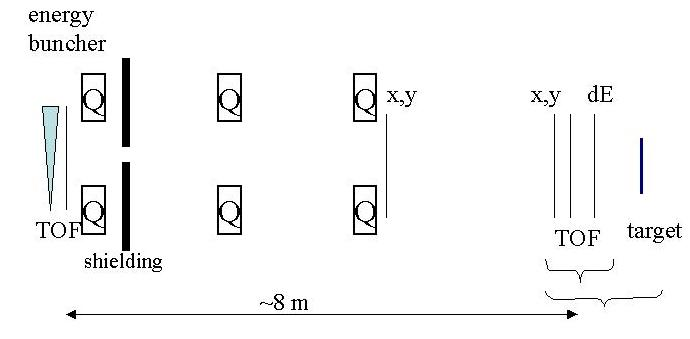 energy
buncher
Q Q Q x,y x,y dE
Q Q Q
TOF TOF target
shielding
~8 m